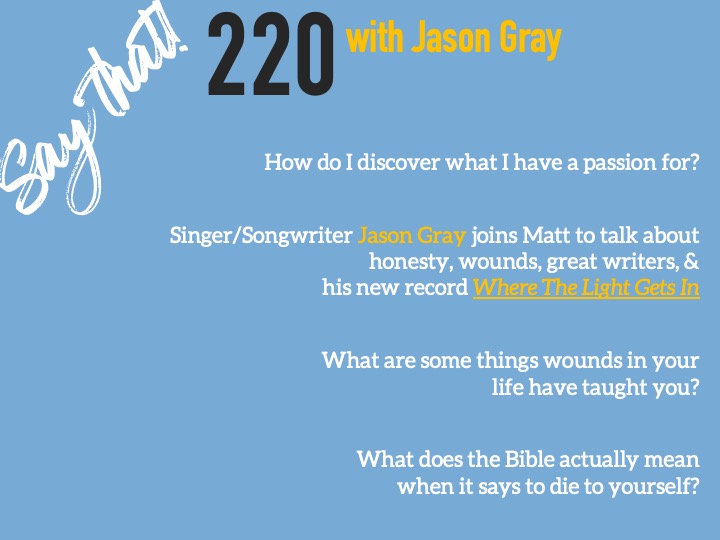 Say that!
220 with Jason Gray
How do I discover what I have a passion for?
Singer/Songwriter Jason Gray joins Matt to talk about
honesty, wounds, great writers, &
his new record Where The Light Gets In
What are some things wounds in your
life have taught you?
What does the Bible actually mean
when it says to die to yourself?